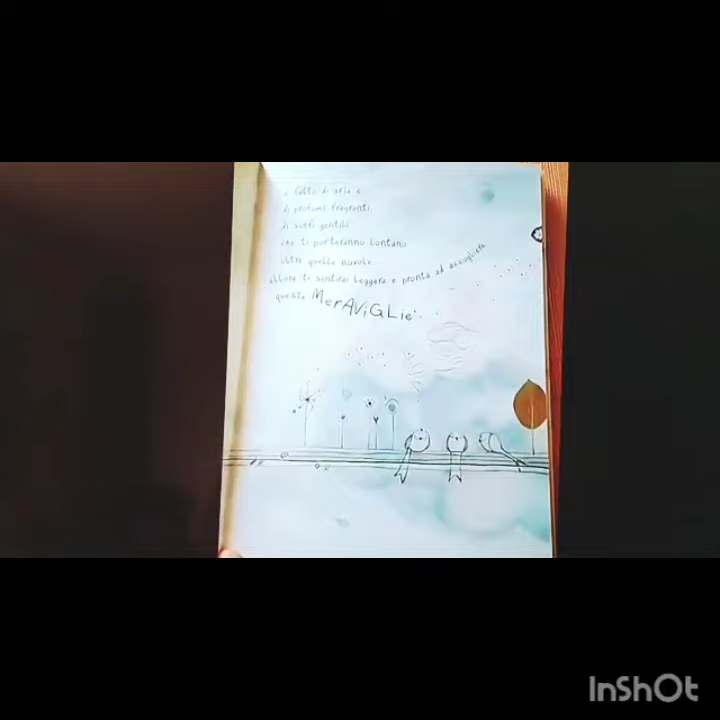 è fatto di aria e
di profumi fragranti
di soffi gentili
che ti porteranno lontano
oltre quelle nuvole...
allora ti sentirai leggera e pronta ad accogliere
queste MerAViGLie...
InShOt